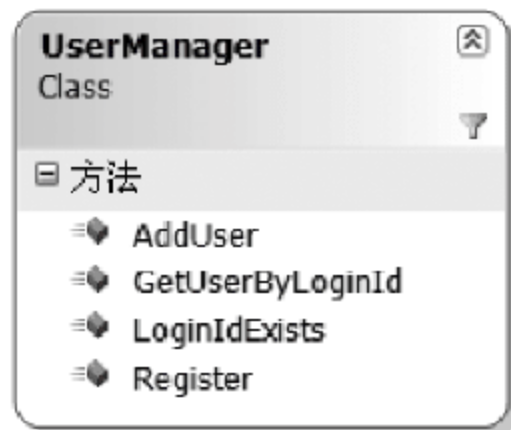 UserManager
Class
方法
AddUser
GetUserByLoginId
LoginIdExists
Register